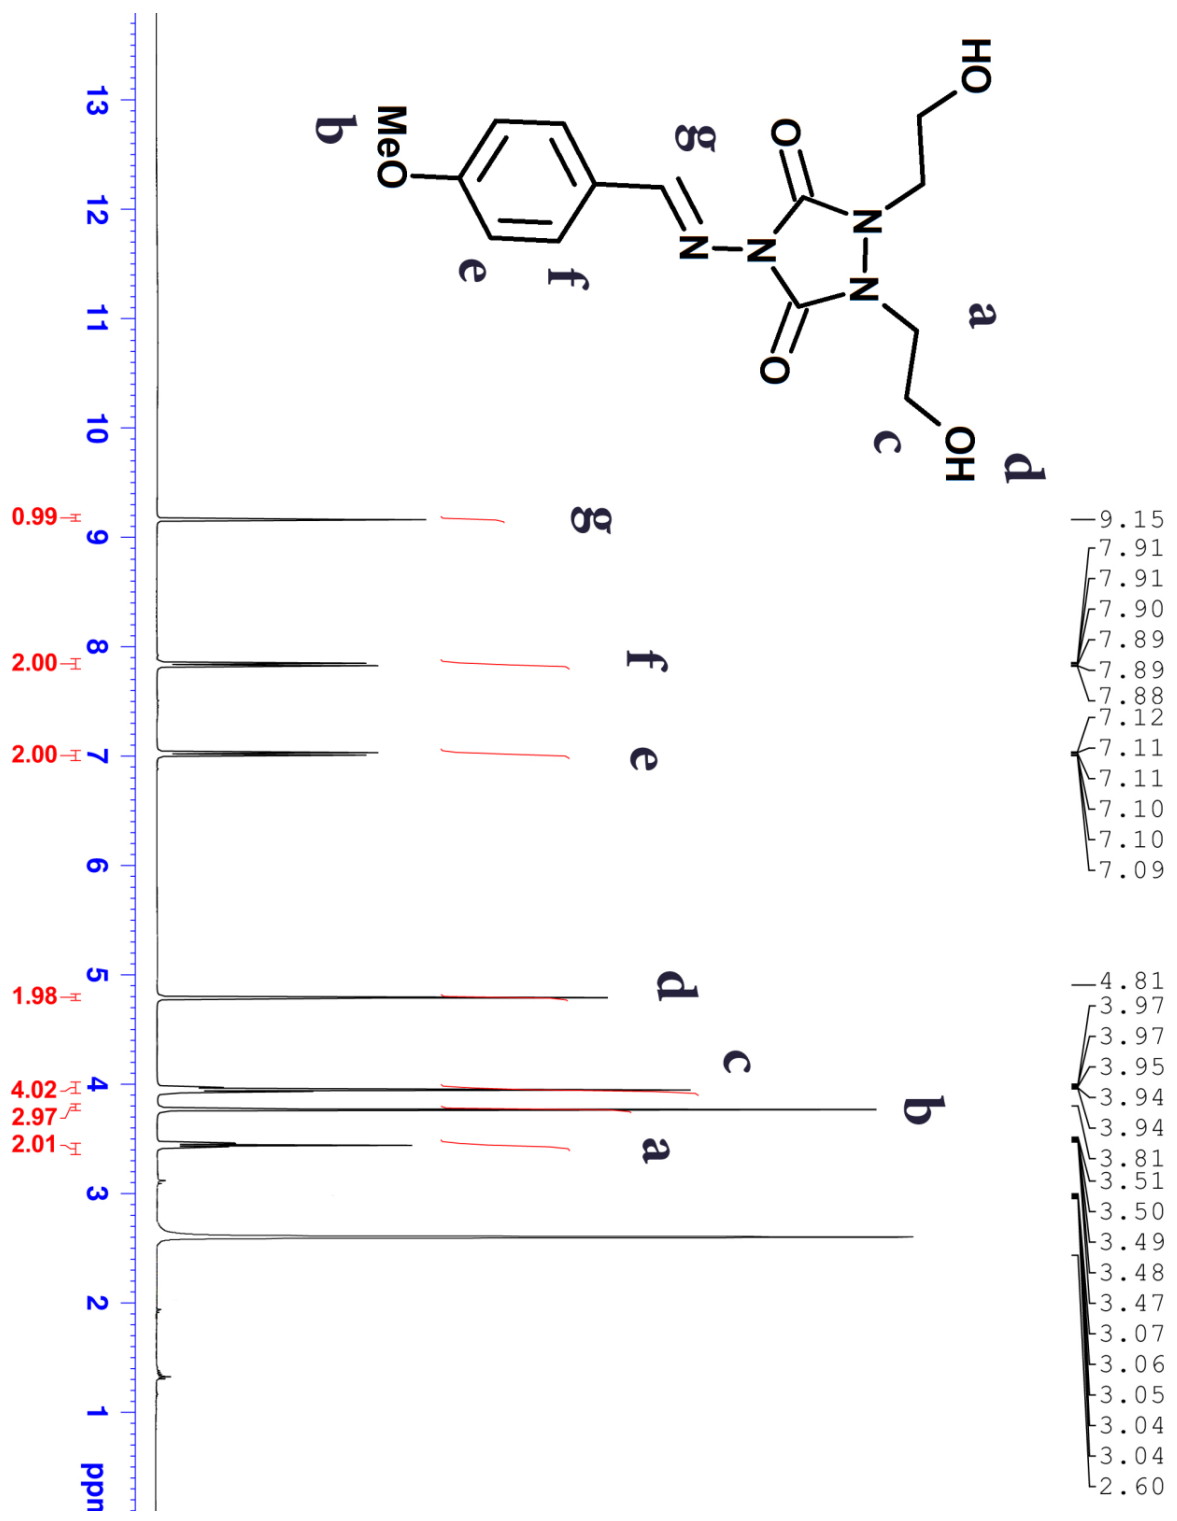 HO
O
N
N
a
OH
d
c
N
O
N
g
f
e
MeO
b
9.15
7.91
7.91
7.90
7.89
7.89
7.88
7.12
7.11
7.11
7.10
7.10
7.09
4.81
3.97
3.97
3.95
3.94
3.94
3.81
3.51
3.50
3.49
3.48
3.47
3.07
3.06
3.05
3.04
3.04
2.60
g
f
e
d
c
b
a
13 12 11 10 9 8 7 6 5 4 3 2 1 ppm
0.99
2.00
2.00
1.98
4.02
2.97
2.01